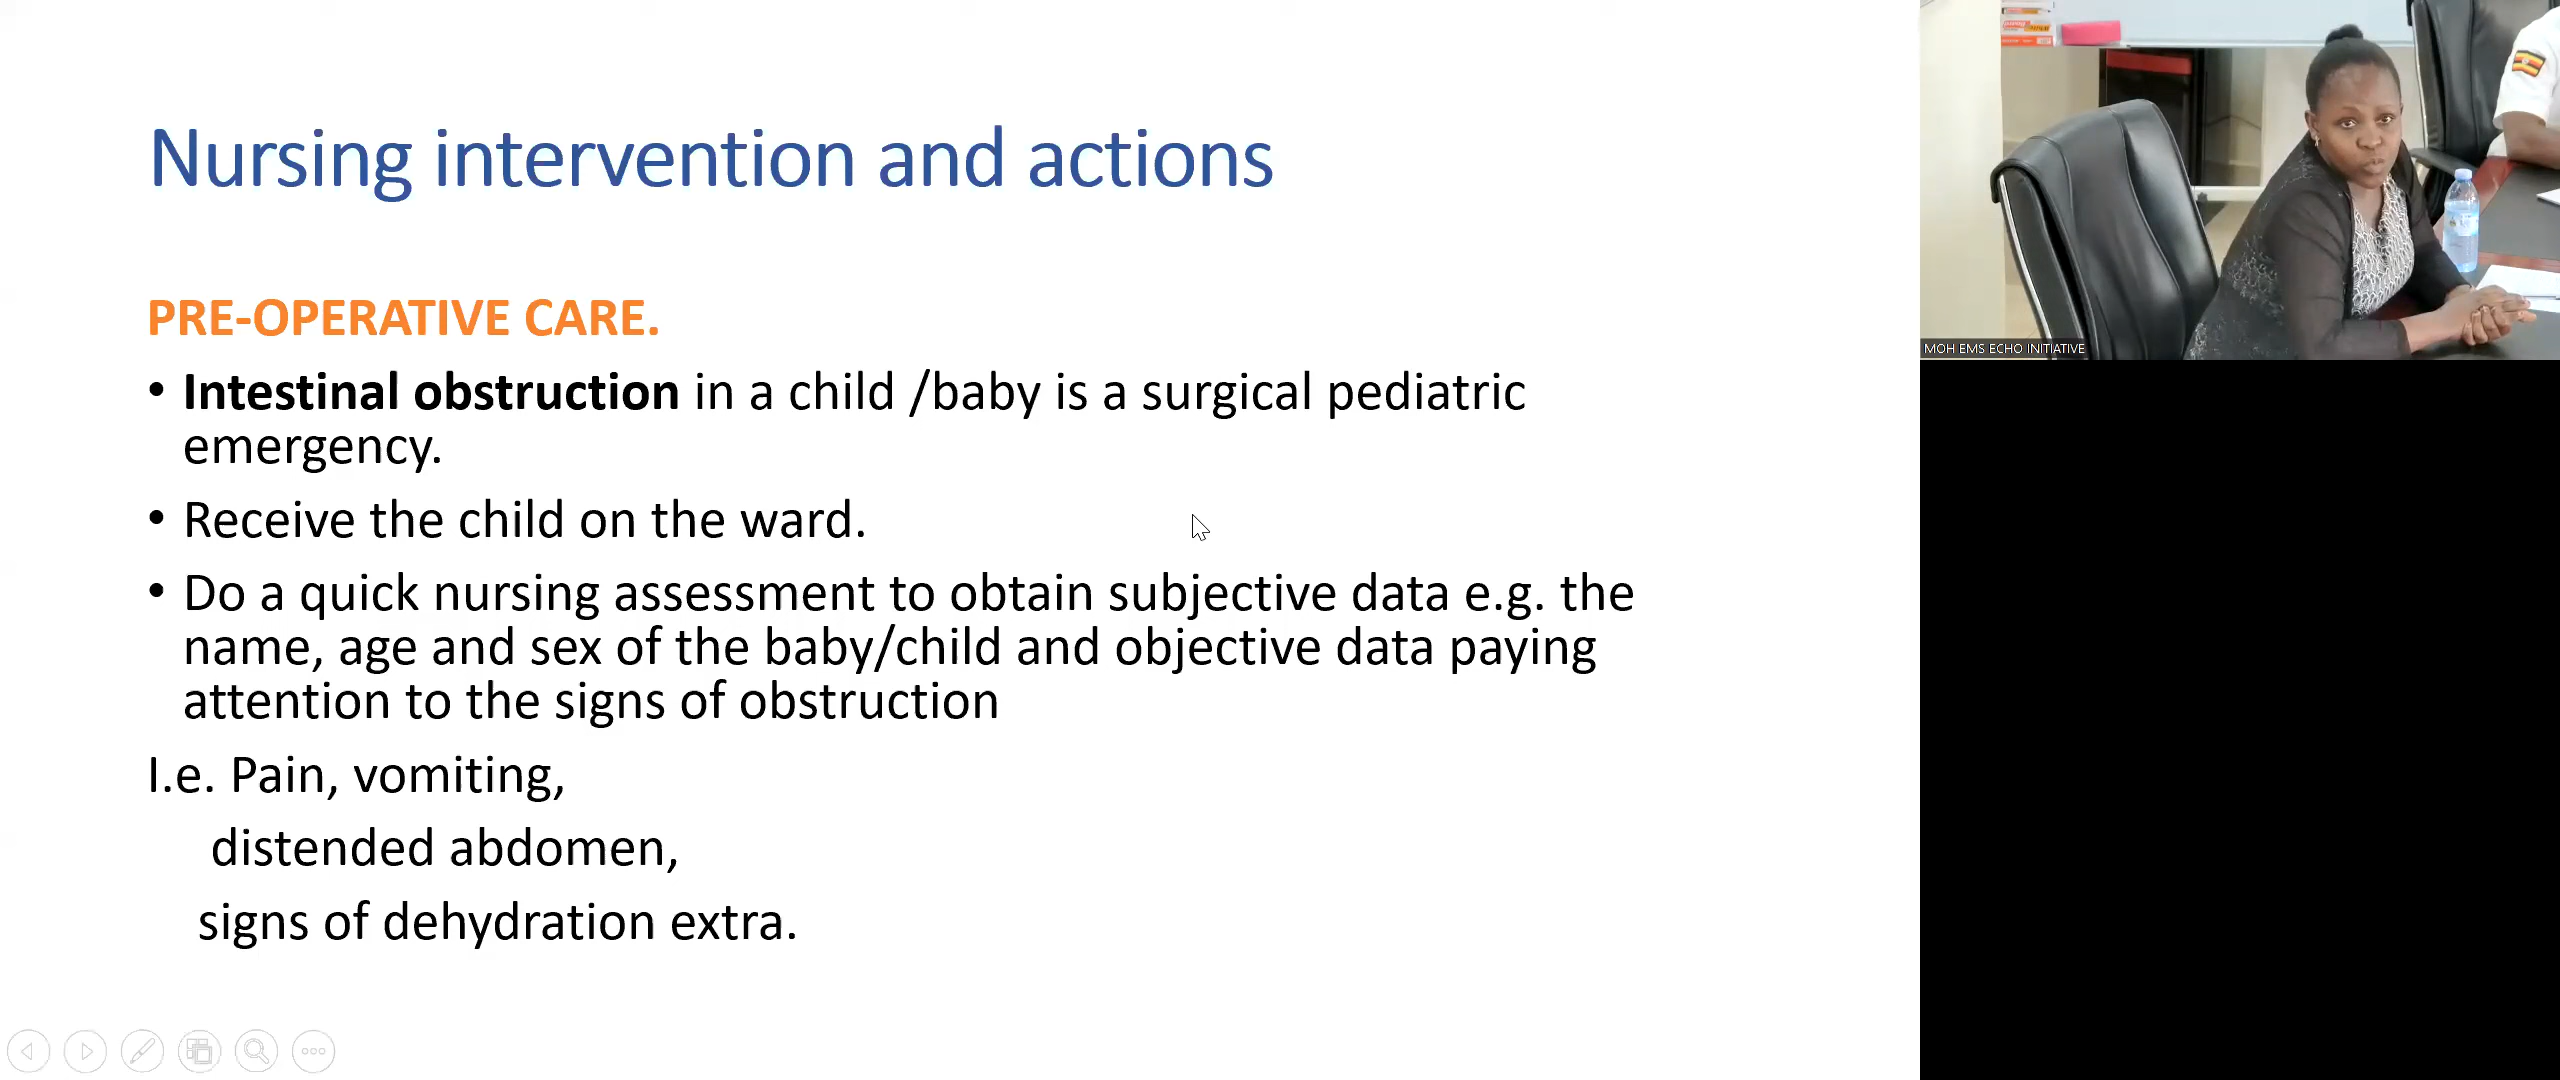 Nursing intervention and actions
PRE-OPERATIVE CARE.
• Intestinal obstruction in a child /baby is a surgical pediatric
emergency.
• Receive the child on the ward.
• Do a quick nursing assessment to obtain subjective data e.g. the
name, age and sex of the baby/child and objective data paying
attention to the signs of obstruction
I.e. Pain, vomiting,
distended abdomen,
signs of dehydration extra.
MOH EMS ECHO INITIATIVE